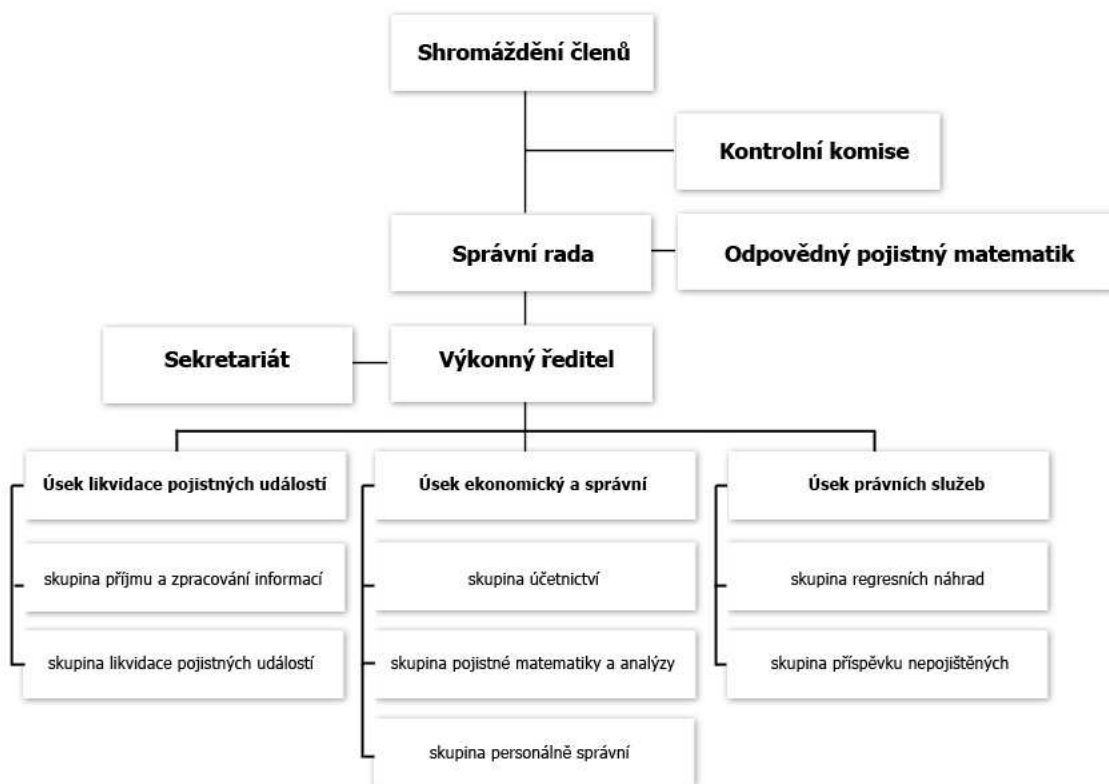 Shromáždění členů
Kontrolní komise
Správní rada
Odpovědný pojistný matematik
Sekretariát
Výkonný ředitel
Úsek likvidace pojistných událostí
Úsek ekonomický a správní
Úsek právních služeb
skupina příjmu a zpracování informací
skupina účetnictví
skupina regresních náhrad
skupina likvidace pojistných událostí
skupina pojistné matematiky a analýzy
skupina příspěvku nepojištěných
skupina personálně správní